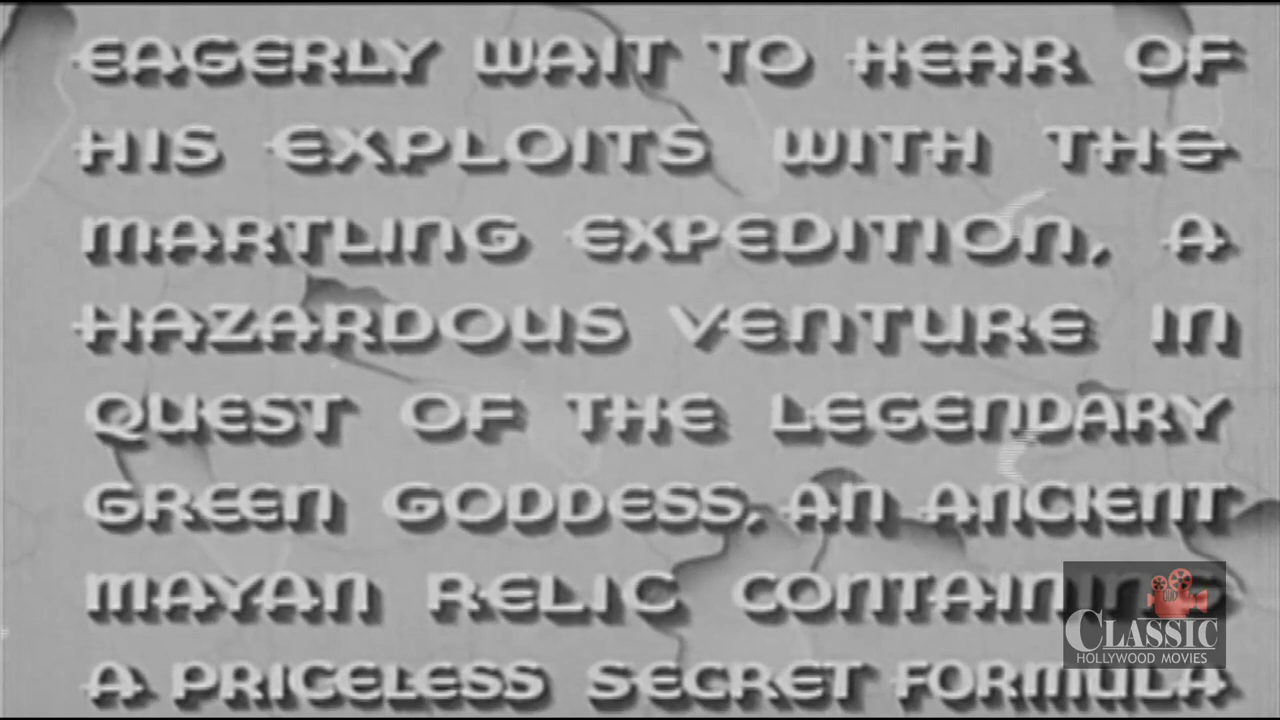 EAGERLY WAIT TO HEAR OF
HIS EXPLOITS WITH THE
MARTLING EXPEDITION, A
HAZARDOUS VENTURE IN
QUEST OF THE LEGENDARY
GREEN GODDESS, AN ANCIENT
MAYAN RELIC CONTAINING
A PRICELESS SECRET FORMULA
CLASSIC
HOLLYWOOD MOVIES